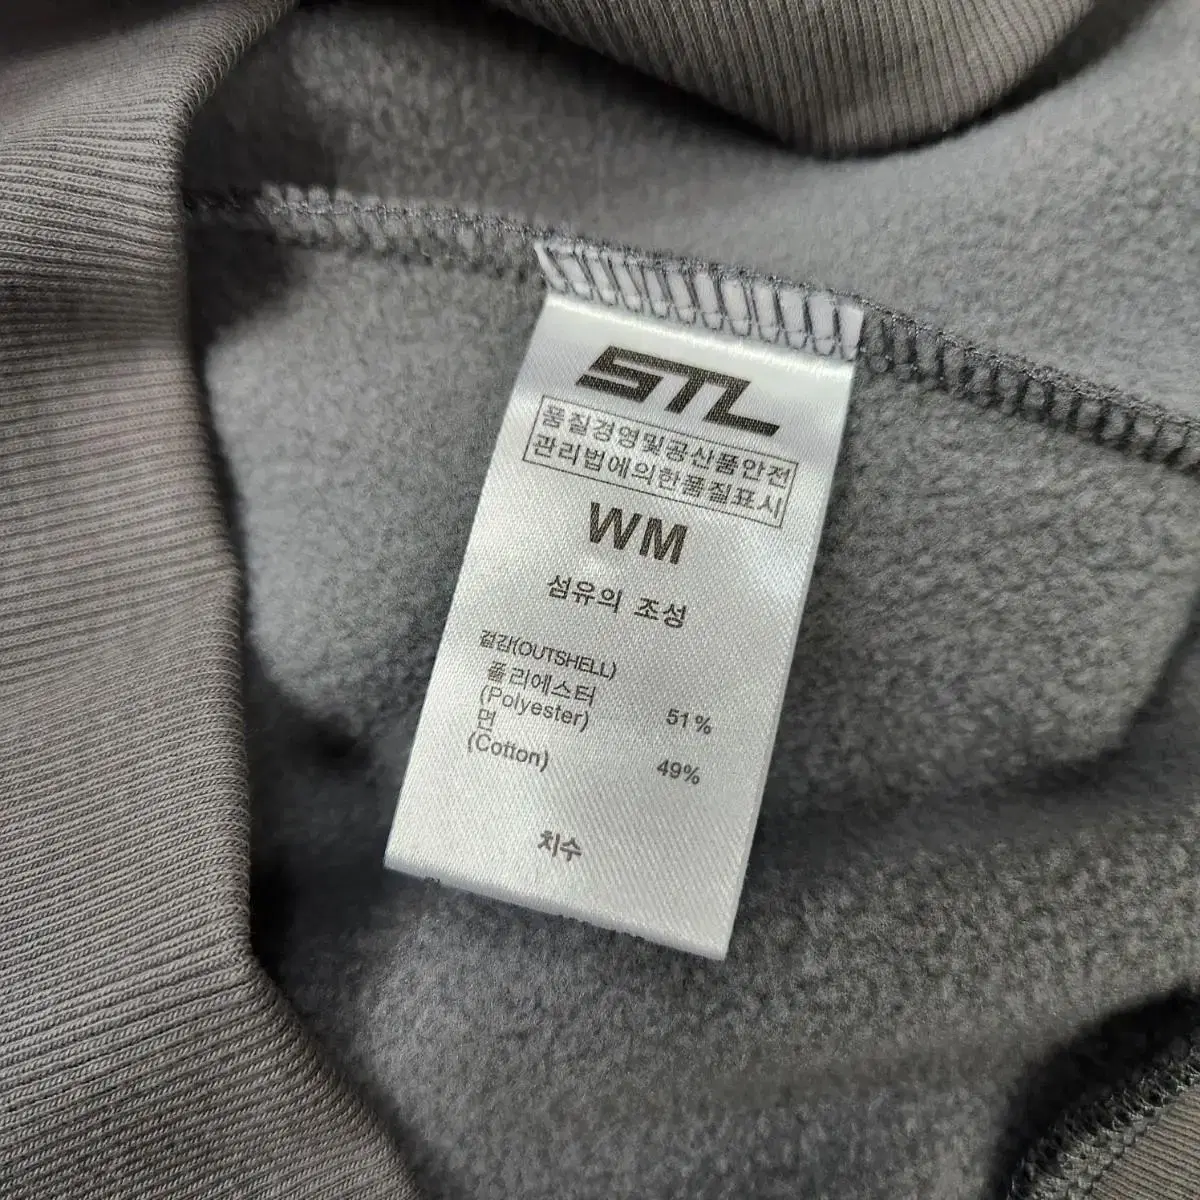 STL
품질경영및공산품안전
관리법에의한품질표시
WM
섬유의 조성
겉감(OUTSHELL)
폴리에스터
(Polyester) 51%
면
(Cotton) 49%
치수